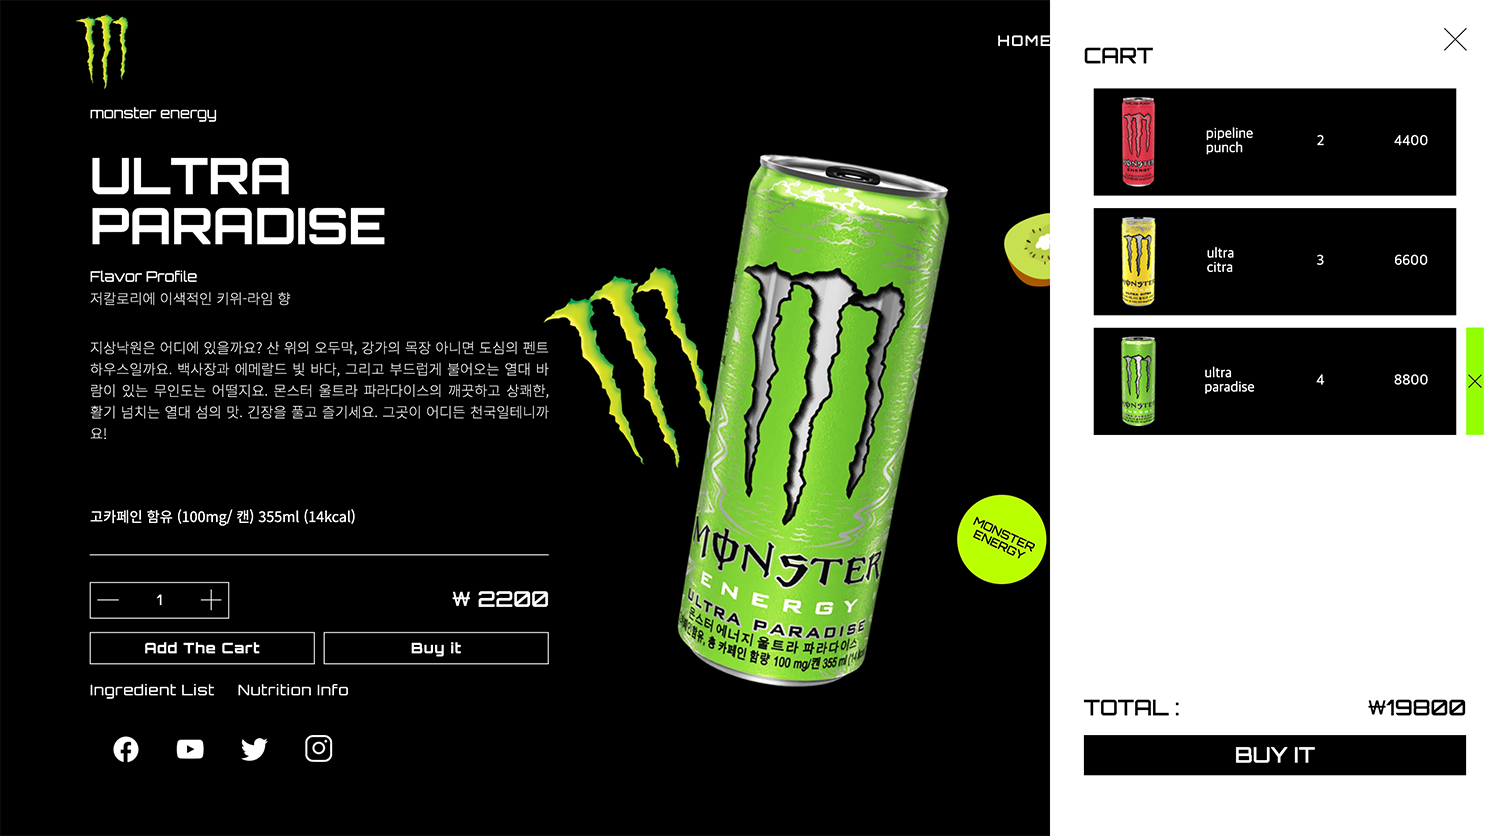 HOME
monster energy
ULTRA
PARADISE
Flavor Profile
저칼로리에 이색적인 키위-라임 향
지상낙원은 어디에 있을까요? 산 위의 오두막, 강가의 목장 아니면 도심의 펜트
하우스일까요. 백사장과 에메랄드 빛 바다, 그리고 부드럽게 불어오는 열대 바
람이 있는 무인도는 어떨지요. 몬스터 울트라 파라다이스의 깨끗하고 상쾌한,
활기 넘치는 열대 섬의 맛. 긴장을 풀고 즐기세요. 그곳이 어디든 천국일테니까
요!
고카페인 함유 (100mg/ 캔) 355ml (14kcal)
1
₩ 2200
Add The Cart
Buy it
Ingredient List
Nutrition Info
MONSTER
ENERGY
ULTRA PARADISE
몬스터 에너지 울트라 파라다이스
함유, 총 카페인 함량 100 mg/캔 355 ml
MONSTER
ENERGY
CART
pipeline
punch
2
4400
MONSTER
ENERGY
ultra
citra
3
6600
MONSTER
ultra
paradise
4
8800
MONSTER
TOTAL :
₩19800
BUY IT